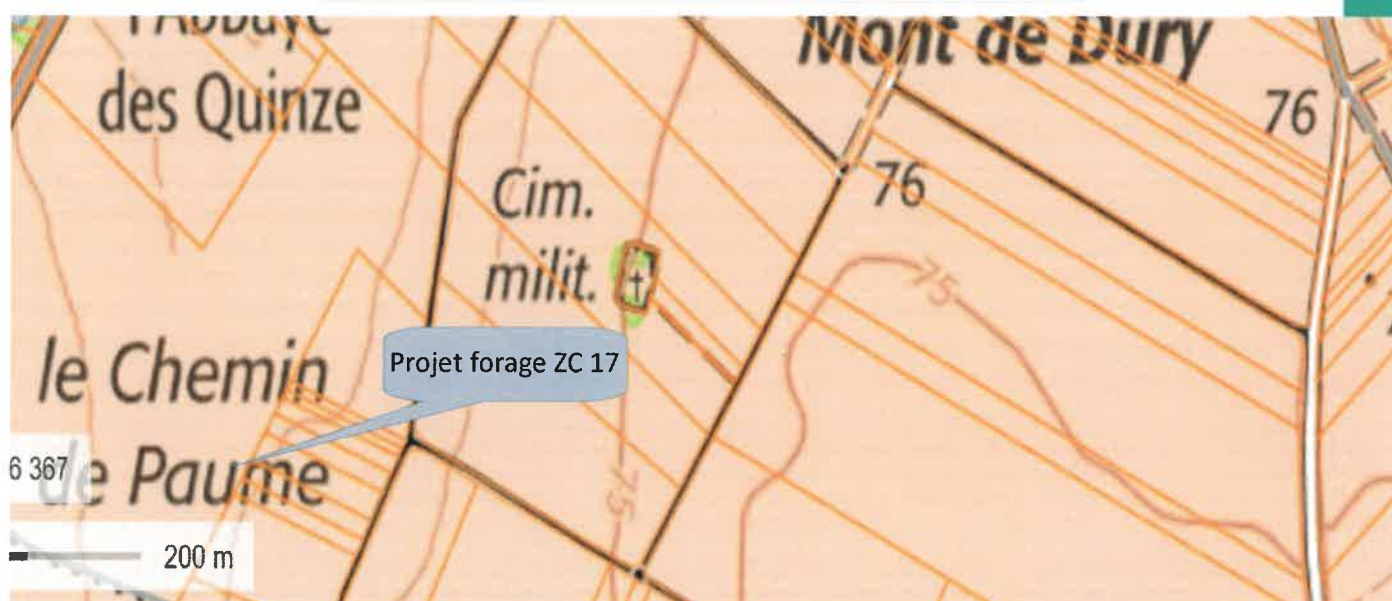 l'Abbaye
des Quinze
Mont de Dury
76
76
Cim.
milit.
75
le Chemin
de Paume
Projet forage ZC 17
6 367
75
200 m